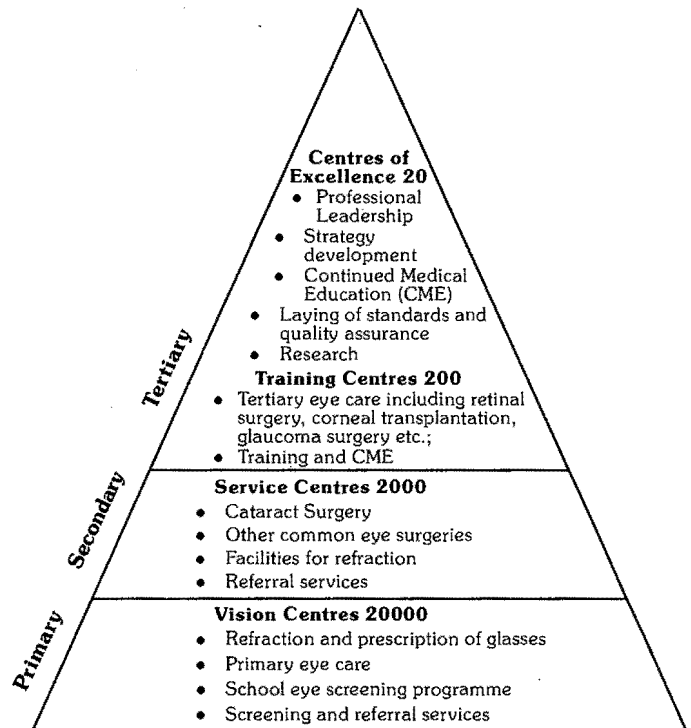 Centres of
Excellence 20
• Professional
Leadership
• Strategy
development
• Continued Medical
Education (CME)
• Laying of standards and
quality assurance
• Research
Training Centres 200
• Tertiary eye care including retinal
surgery, corneal transplantation,
glaucoma surgery etc.;
• Training and CME
Tertiary
Service Centres 2000
• Cataract Surgery
• Other common eye surgeries
• Facilities for refraction
• Referral services
Secondary
Vision Centres 20000
• Refraction and prescription of glasses
• Primary eye care
• School eye screening programme
• Screening and referral services
Primary